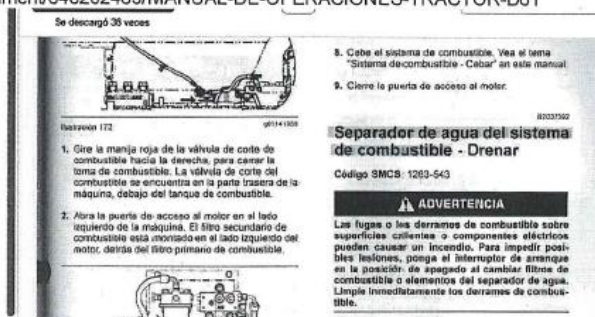 ment/648262485/MANUAL-DE-OPERACIONES-TRACTOR-D6T
Se descargó 36 veces
Ilustración 172
1. Gire la manija roja de la válvula de corte de
combustible hacia la derecha, para cerrar la
toma de combustible. La válvula de corte del
combustible se encuentra en la parte trasera de la
máquina, debajo del tanque de combustible.
2. Abra la puerta de acceso al motor en el lado
izquierdo de la máquina. El filtro secundario de
combustible está montado en el lado izquierdo del
motor, detrás del filtro primario de combustible.
8. Cebe el sistema de combustible. Vea el tema
"Sistema de combustible - Cebar" en este manual.
9. Cierre la puerta de acceso al motor.
Separador de agua del sistema
de combustible - Drenar
Código SMCS: 1263-543
ADVERTENCIA
Las fugas o los derrames de combustible sobre
superficies calientes o componentes eléctricos
pueden causar un incendio. Para impedir posi-
bles lesiones, ponga el interruptor de arranque
en la posición de apagado al cambiar filtros de
combustible o elementos del separador de agua.
Limpie inmediatamente los derrames de combus-
tible.